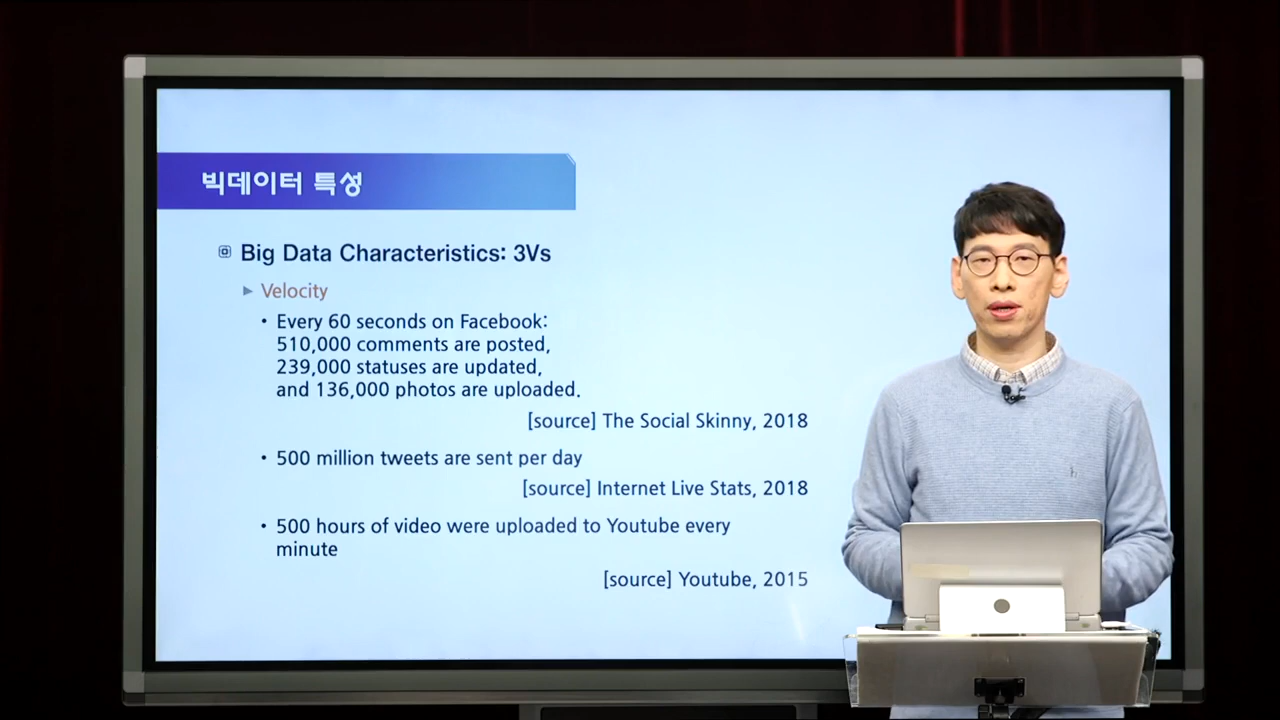 빅데이터 특성
Big Data Characteristics: 3Vs
Velocity
• Every 60 seconds on Facebook:
510,000 comments are posted,
239,000 statuses are updated,
and 136,000 photos are uploaded.
[source] The Social Skinny, 2018
• 500 million tweets are sent per day
[source] Internet Live Stats, 2018
• 500 hours of video were uploaded to Youtube every
minute
[source] Youtube, 2015